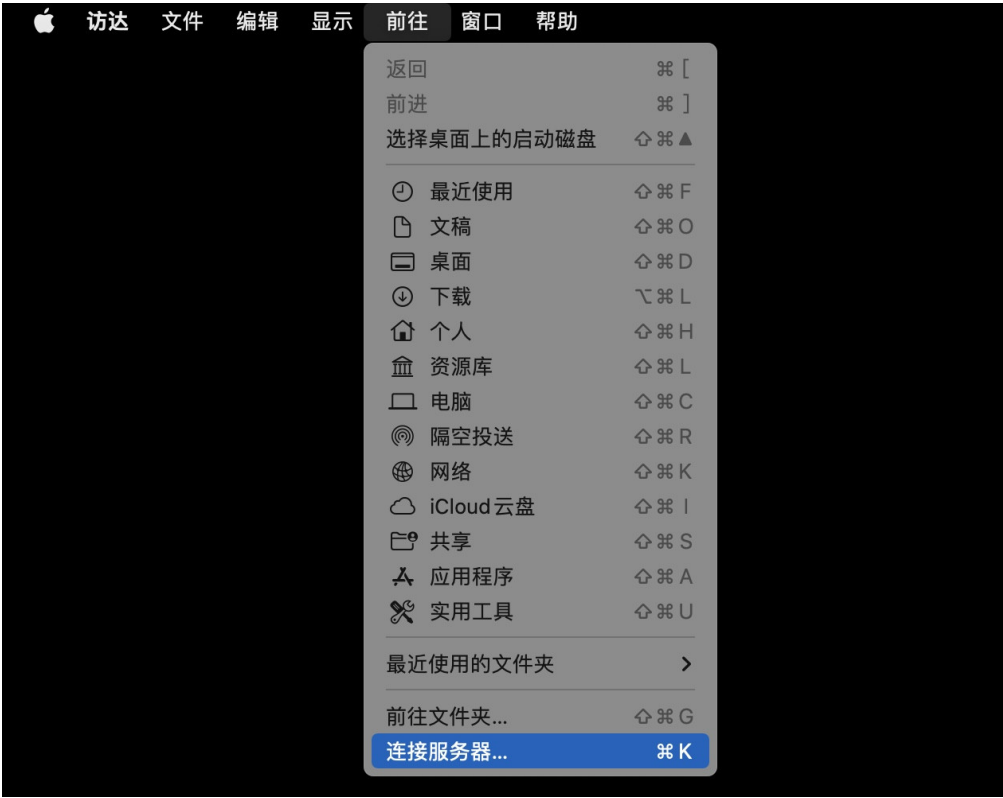 访达 文件 编辑 显示 前往 窗口 帮助
返回 ⌘ [
前进 ⌘ ]
选择桌面上的启动磁盘 ⇧⌘▲
最近使用 ⇧⌘F
文稿 ⇧⌘O
桌面 ⇧⌘D
下载 ⌥⌘L
个人 ⇧⌘H
资源库 ⇧⌘L
电脑 ⇧⌘C
隔空投送 ⇧⌘R
网络 ⇧⌘K
iCloud云盘 ⇧⌘I
共享 ⇧⌘S
应用程序 ⇧⌘A
实用工具 ⇧⌘U
最近使用的文件夹
前往文件夹... ⇧⌘G
连接服务器... ⌘K